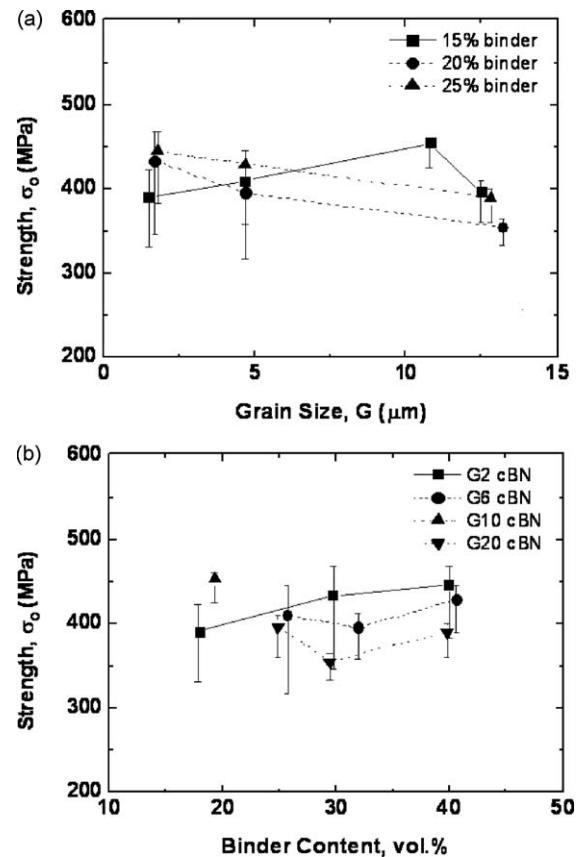 (a)
600
15% binder
20% binder
25% binder
500
400
300
200
Strength, σₒ (MPa)
0
5
10
15
Grain Size, G (μm)
(b)
600
G2 cBN
G6 cBN
G10 cBN
G20 cBN
500
400
300
200
Strength, σₒ (MPa)
10
20
30
40
50
Binder Content, vol.%